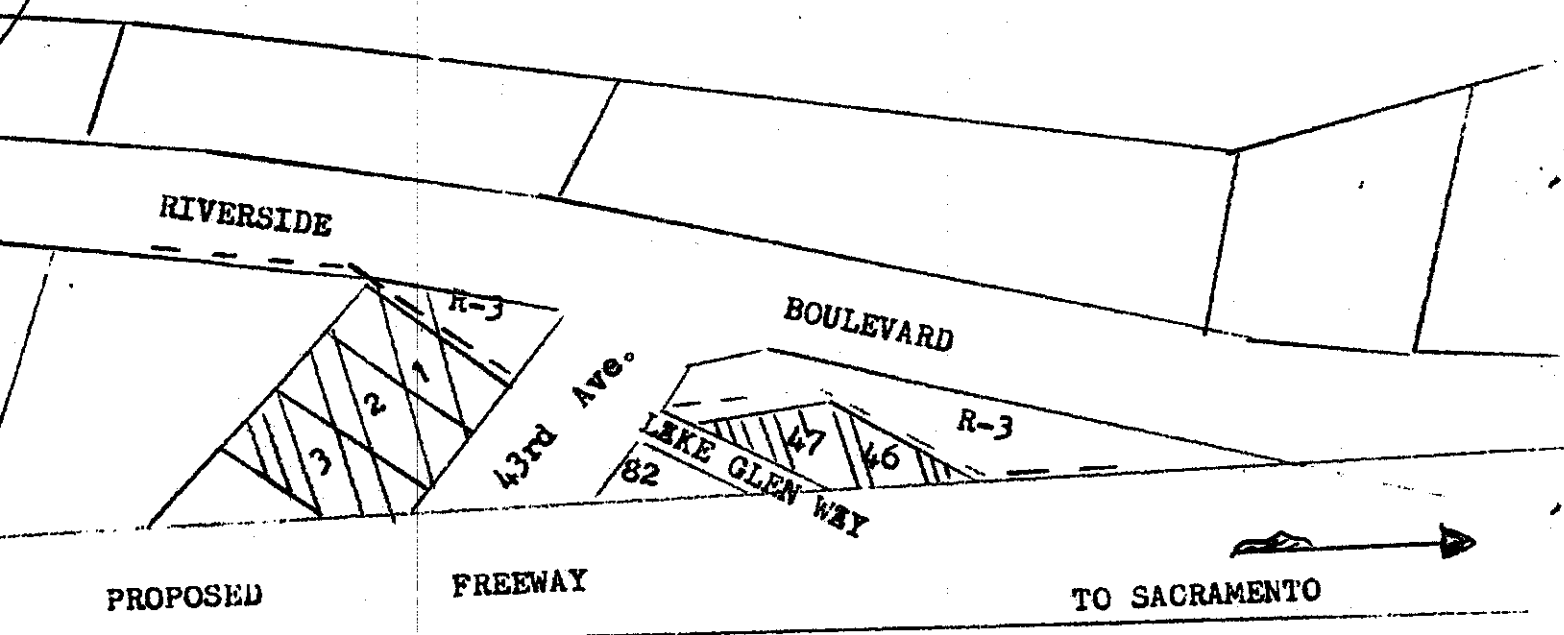 RIVERSIDE
R-3
BOULEVARD
1
2
3
43rd Ave.
R-3
47
46
LAKE GLEN WAY
82
PROPOSED FREEWAY
TO SACRAMENTO